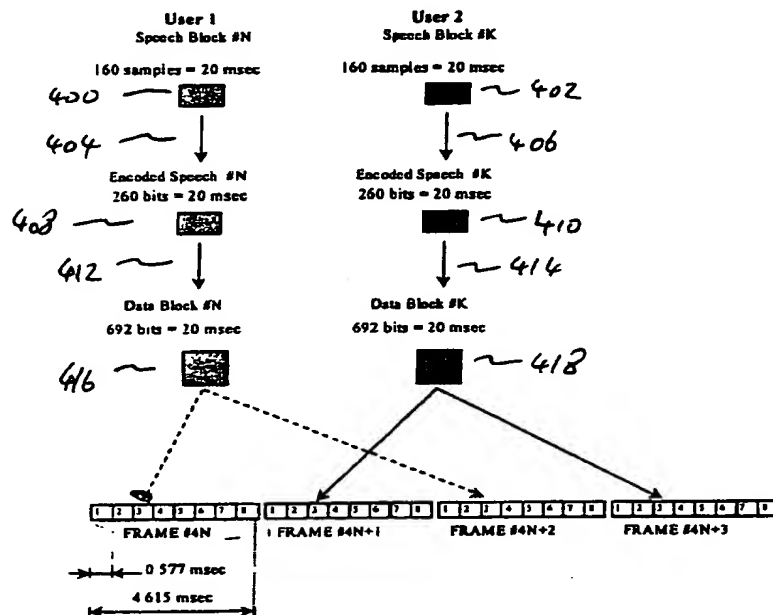 User 1 User 2
Speech Block #N Speech Block #K
160 samples = 20 msec 160 samples = 20 msec
400 402
404 406
Encoded Speech #N Encoded Speech #K
260 bits = 20 msec 260 bits = 20 msec
408 410
412 414
Data Block #N Data Block #K
692 bits = 20 msec 692 bits = 20 msec
416 418
1 2 3 4 5 6 7 8 1 2 3 4 5 6 7 8 1 2 3 4 5 6 7 8 1 2 3 4 5 6 7 8
FRAME #4N FRAME #4N+1 FRAME #4N+2 FRAME #4N+3
0 577 msec
4 615 msec